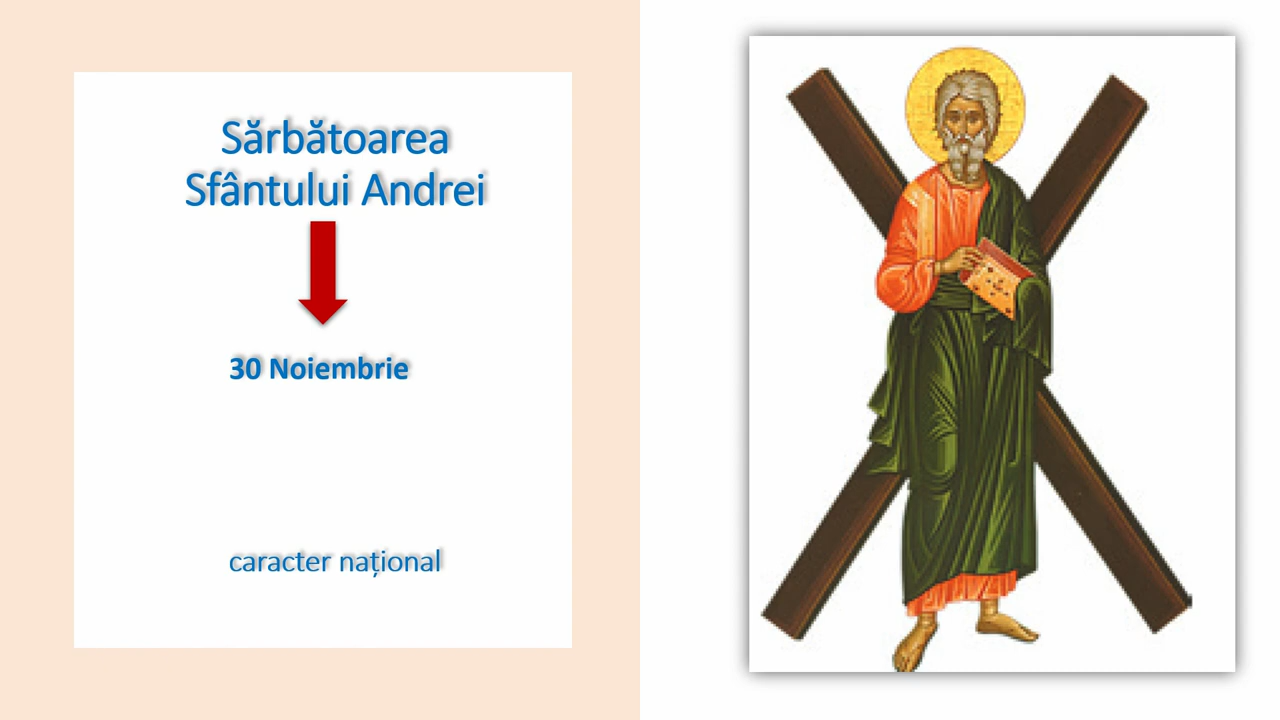 Sărbătoarea
Sfântului Andrei
30 Noiembrie
caracter național